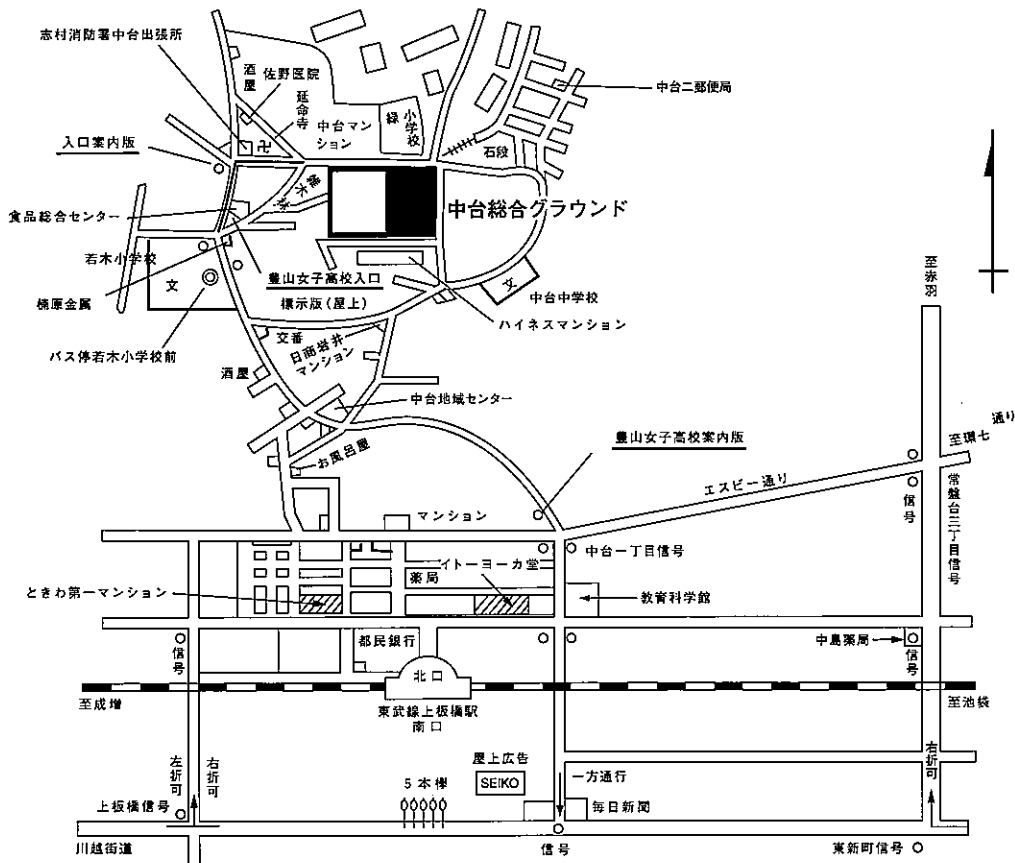 志村消防署中台出張所
酒屋
佐野医院
延命寺
中台マン
ション
緑
小学校
石段
中台二郵便局
入口案内版
卍
雑木林
中台総合グラウンド
食品総合センター
若木小学校
文
豊山女子高校入口
標示版(屋上)
楠原金属
文
中台中学校
ハイネスマンション
バス停若木小学校前
交番
日商岩井
マンション
酒屋
中台地域センター
お風呂屋
豊山女子高校案内版
至赤羽
至環七
通り
エスビー通り
信号
常盤台三丁目信号
マンション
中台一丁目信号
薬局
イトーヨーカ堂
ときわ第一マンション
教育科学館
信号
都民銀行
中島薬局
信号
北口
至成増
東武線上板橋駅
南口
至池袋
左折可
右折可
屋上広告
SEIKO
5本欅
一方通行
右折可
上板橋信号
毎日新聞
川越街道
信号
東新町信号